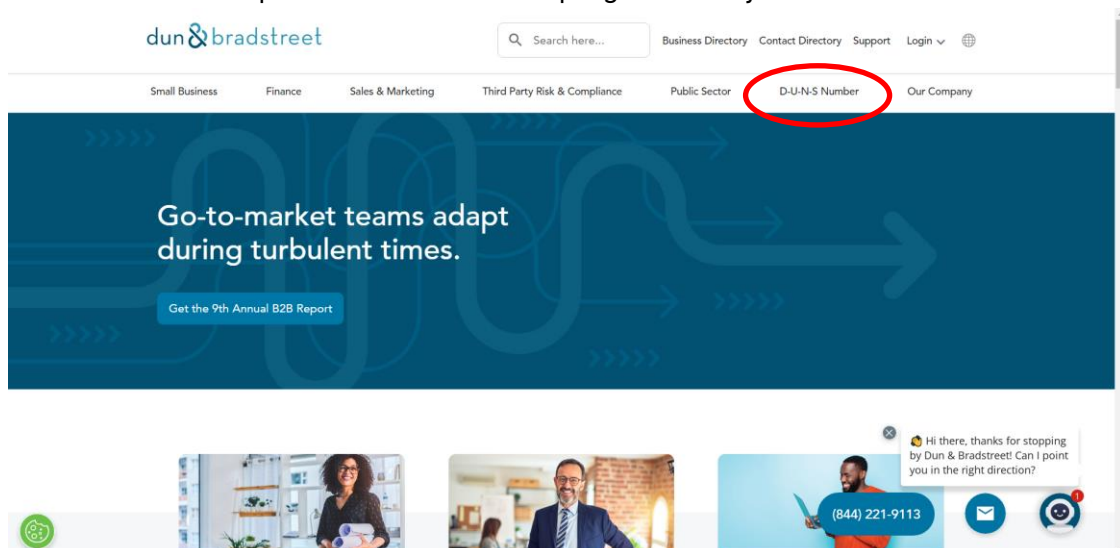 dun & bradstreet
Search here...
Business Directory Contact Directory Support Login
Small Business Finance Sales & Marketing Third Party Risk & Compliance Public Sector D-U-N-S Number Our Company
Go-to-market teams adapt
during turbulent times.
Get the 9th Annual B2B Report
Hi there, thanks for stopping
by Dun & Bradstreet! Can I point
you in the right direction?
(844) 221-9113
1